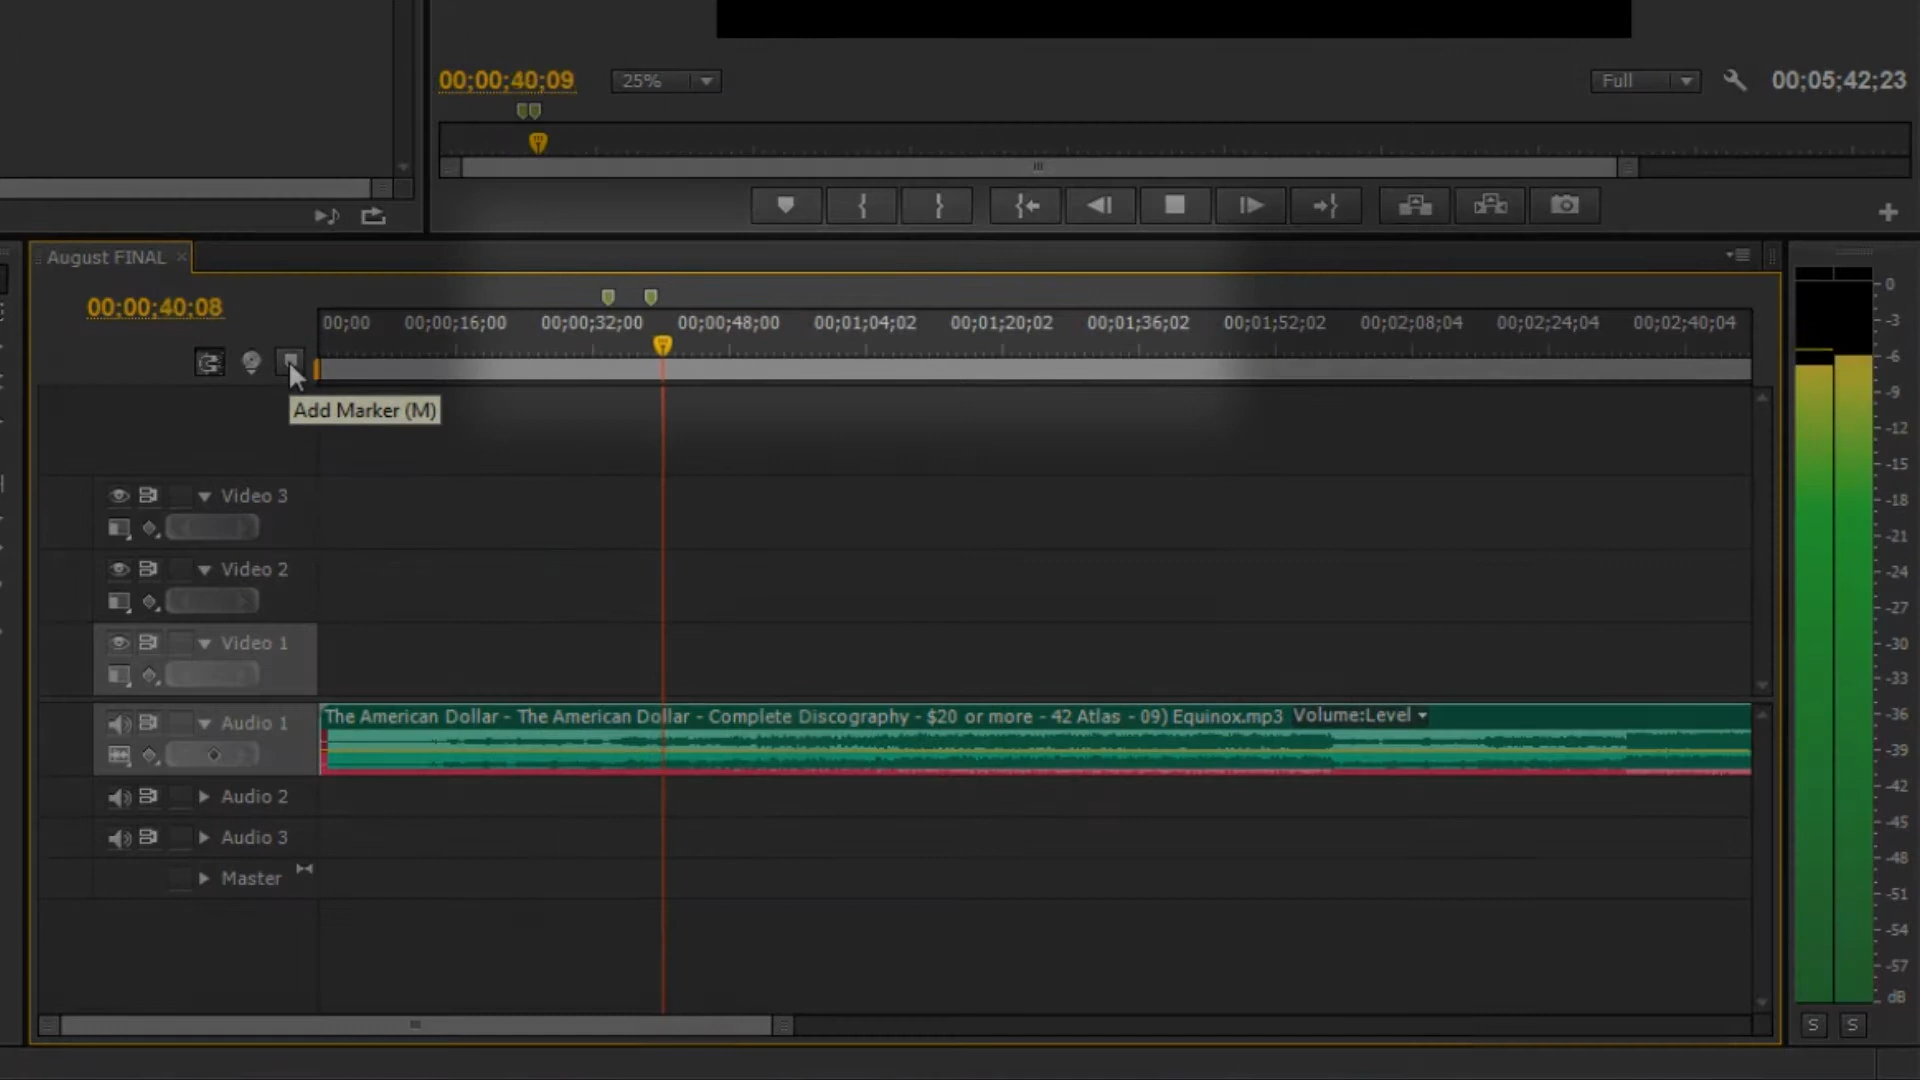 00;00;40;09
25%
Full
00;05;42;23
August FINAL
00;00;40;08
00;00
00;00;16;00
00;00;32;00
00;00;48;00
00;01;04;02
00;01;20;02
00;01;36;02
00;01;52;02
00;02;08;04
00;02;24;04
00;02;40;04
Add Marker (M)
Video 3
Video 2
Video 1
Audio 1
The American Dollar - The American Dollar - Complete Discography - $20 or more - 42 Atlas - 09) Equinox.mp3 Volume:Level
Audio 2
Audio 3
Master
0
-3
-6
-9
-12
-15
-18
-21
-24
-27
-30
-33
-36
-39
-42
-45
-48
-51
-54
-57
dB
S S